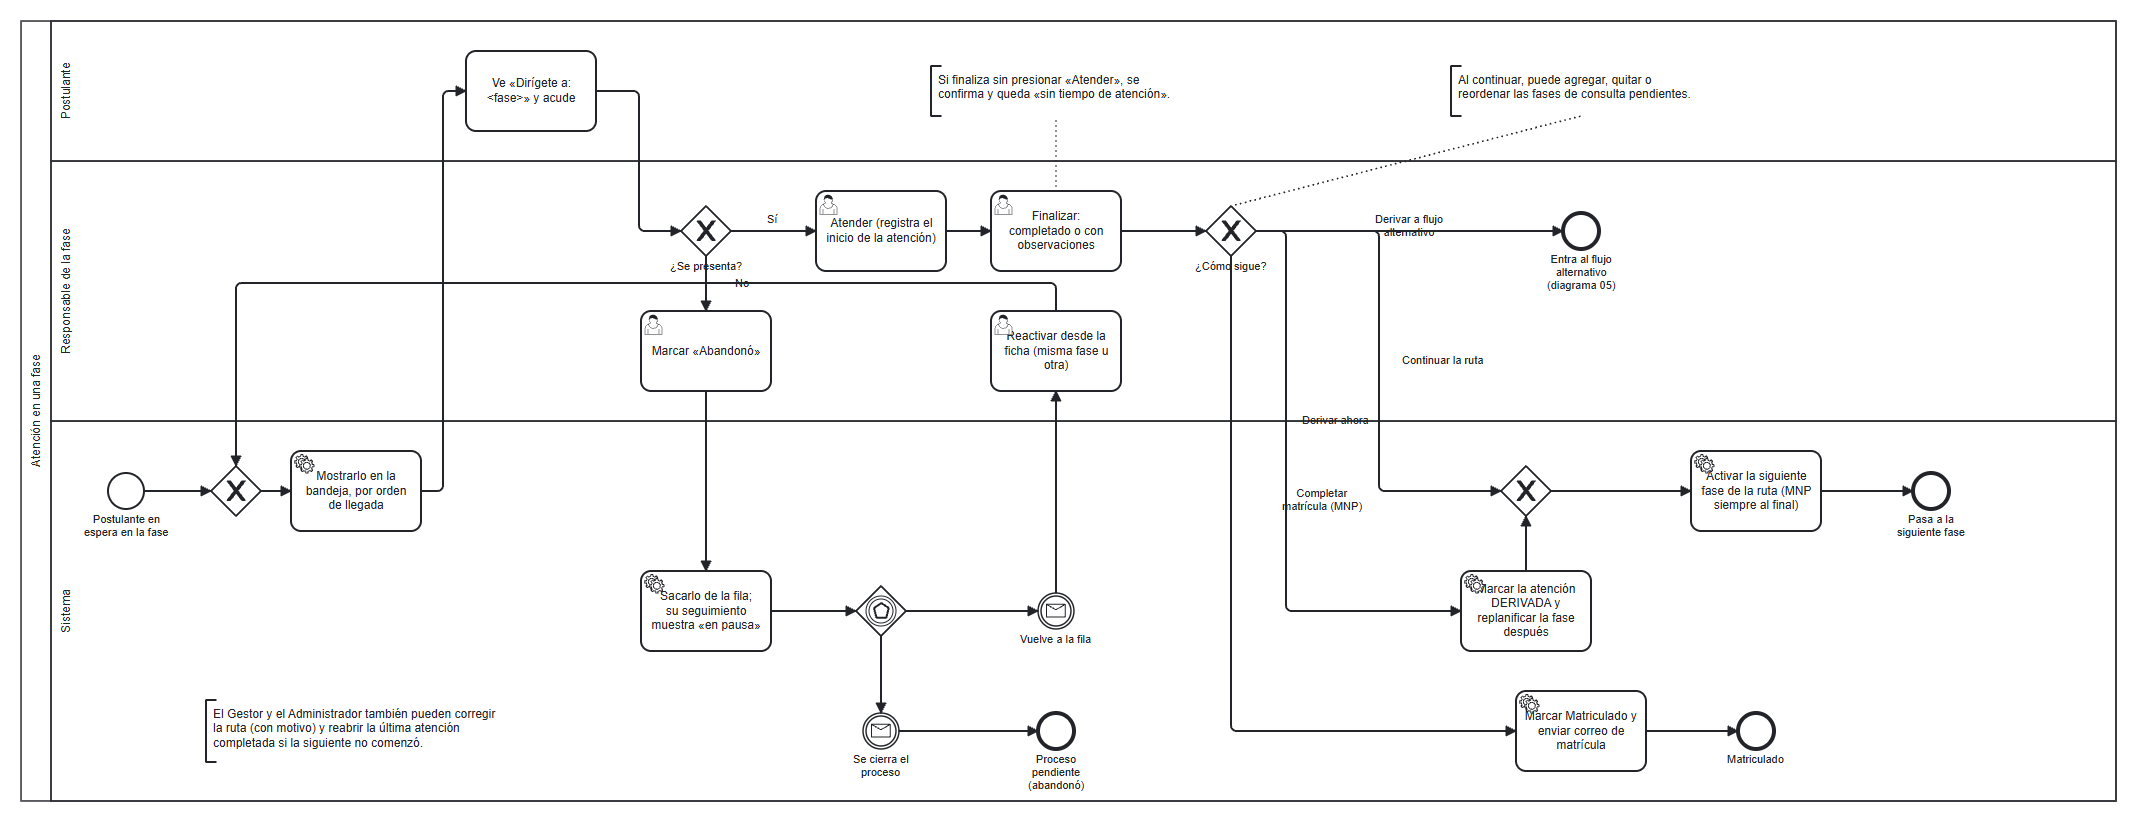 Atención en una fase
Postulante
Ve «Dirígete a:
<fase>» y acude
Si finaliza sin presionar «Atender», se
confirma y queda «sin tiempo de atención».
Al continuar, puede agregar, quitar o
reordenar las fases de consulta pendientes.
Responsable de la fase
¿Se presenta?
Sí
No
Atender (registra el
inicio de la atención)
Finalizar:
completado o con
observaciones
¿Cómo sigue?
Derivar a flujo
alternativo
Entra al flujo
alternativo
(diagrama 05)
Marcar «Abandonó»
Reactivar desde la
ficha (misma fase u
otra)
Continuar la ruta
Derivar ahora
Completar
matrícula (MNP)
Sistema
Postulante en
espera en la fase
Mostrarlo en la
bandeja, por orden
de llegada
Activar la siguiente
fase de la ruta (MNP
siempre al final)
Pasa a la
siguiente fase
Sacarlo de la fila;
su seguimiento
muestra «en pausa»
Vuelve a la fila
Marcar la atención
DERIVADA y
replanificar la fase
después
El Gestor y el Administrador también pueden corregir
la ruta (con motivo) y reabrir la última atención
completada si la siguiente no comenzó.
Se cierra el
proceso
Proceso
pendiente
(abandonó)
Marcar Matriculado y
enviar correo de
matrícula
Matriculado